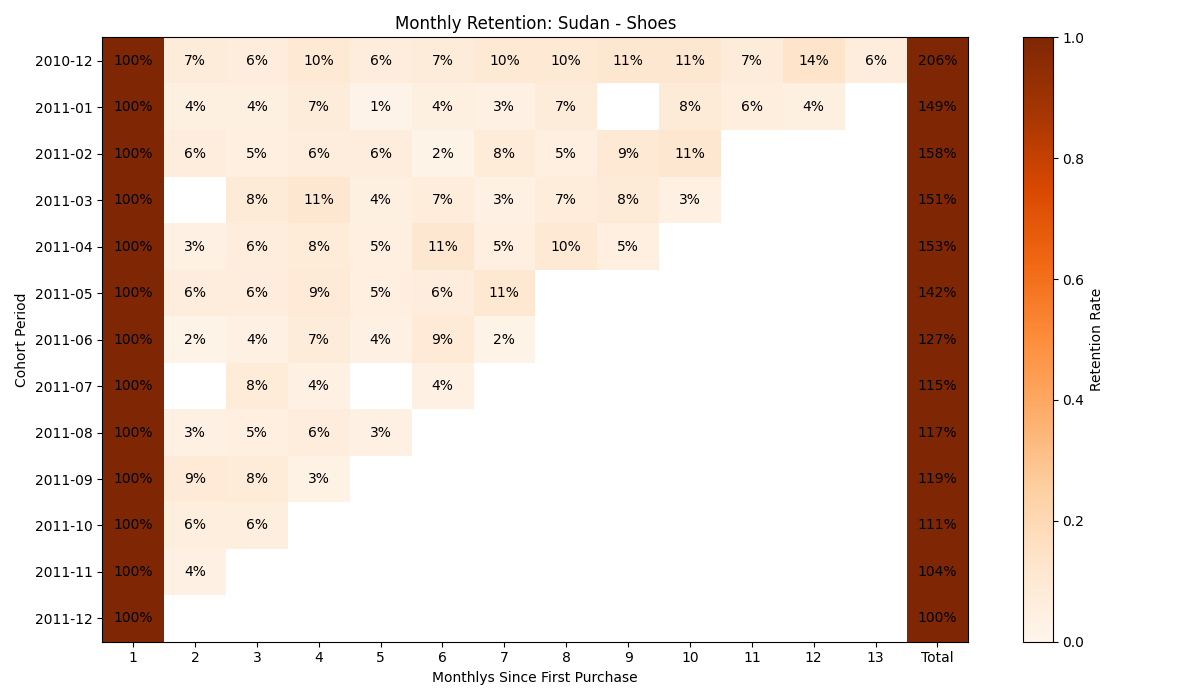 Monthly Retention: Sudan - Shoes
2010-12 100% 7% 6% 10% 6% 7% 10% 10% 11% 11% 7% 14% 6% 206%
2011-01 100% 4% 4% 7% 1% 4% 3% 7% 8% 6% 4% 149%
2011-02 100% 6% 5% 6% 6% 2% 8% 5% 9% 11% 158%
2011-03 100% 8% 11% 4% 7% 3% 7% 8% 3% 151%
2011-04 100% 3% 6% 8% 5% 11% 5% 10% 5% 153%
2011-05 100% 6% 6% 9% 5% 6% 11% 142%
2011-06 100% 2% 4% 7% 4% 9% 2% 127%
2011-07 100% 8% 4% 4% 115%
2011-08 100% 3% 5% 6% 3% 117%
2011-09 100% 9% 8% 3% 119%
2011-10 100% 6% 6% 111%
2011-11 100% 4% 104%
2011-12 100% 100%
1 2 3 4 5 6 7 8 9 10 11 12 13 Total
Monthlys Since First Purchase
Cohort Period
1.0
0.8
0.6
0.4
0.2
0.0
Retention Rate